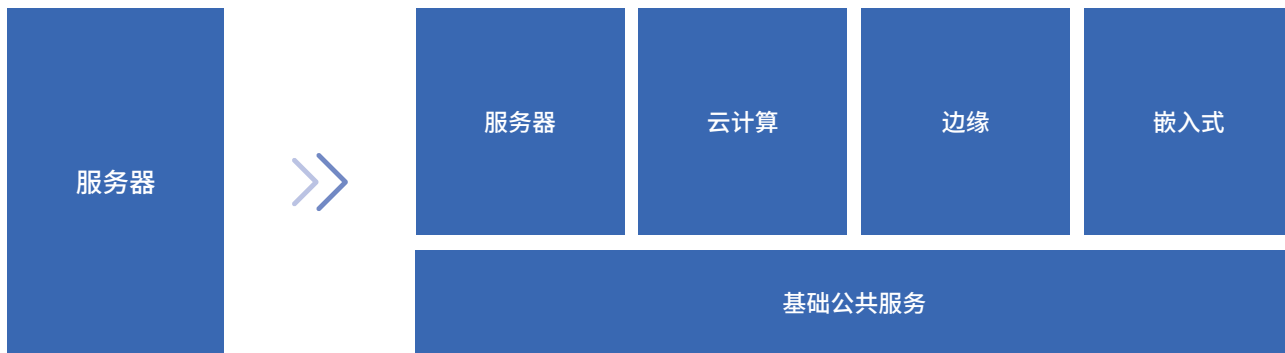 服务器
服务器
云计算
边缘
嵌入式
基础公共服务